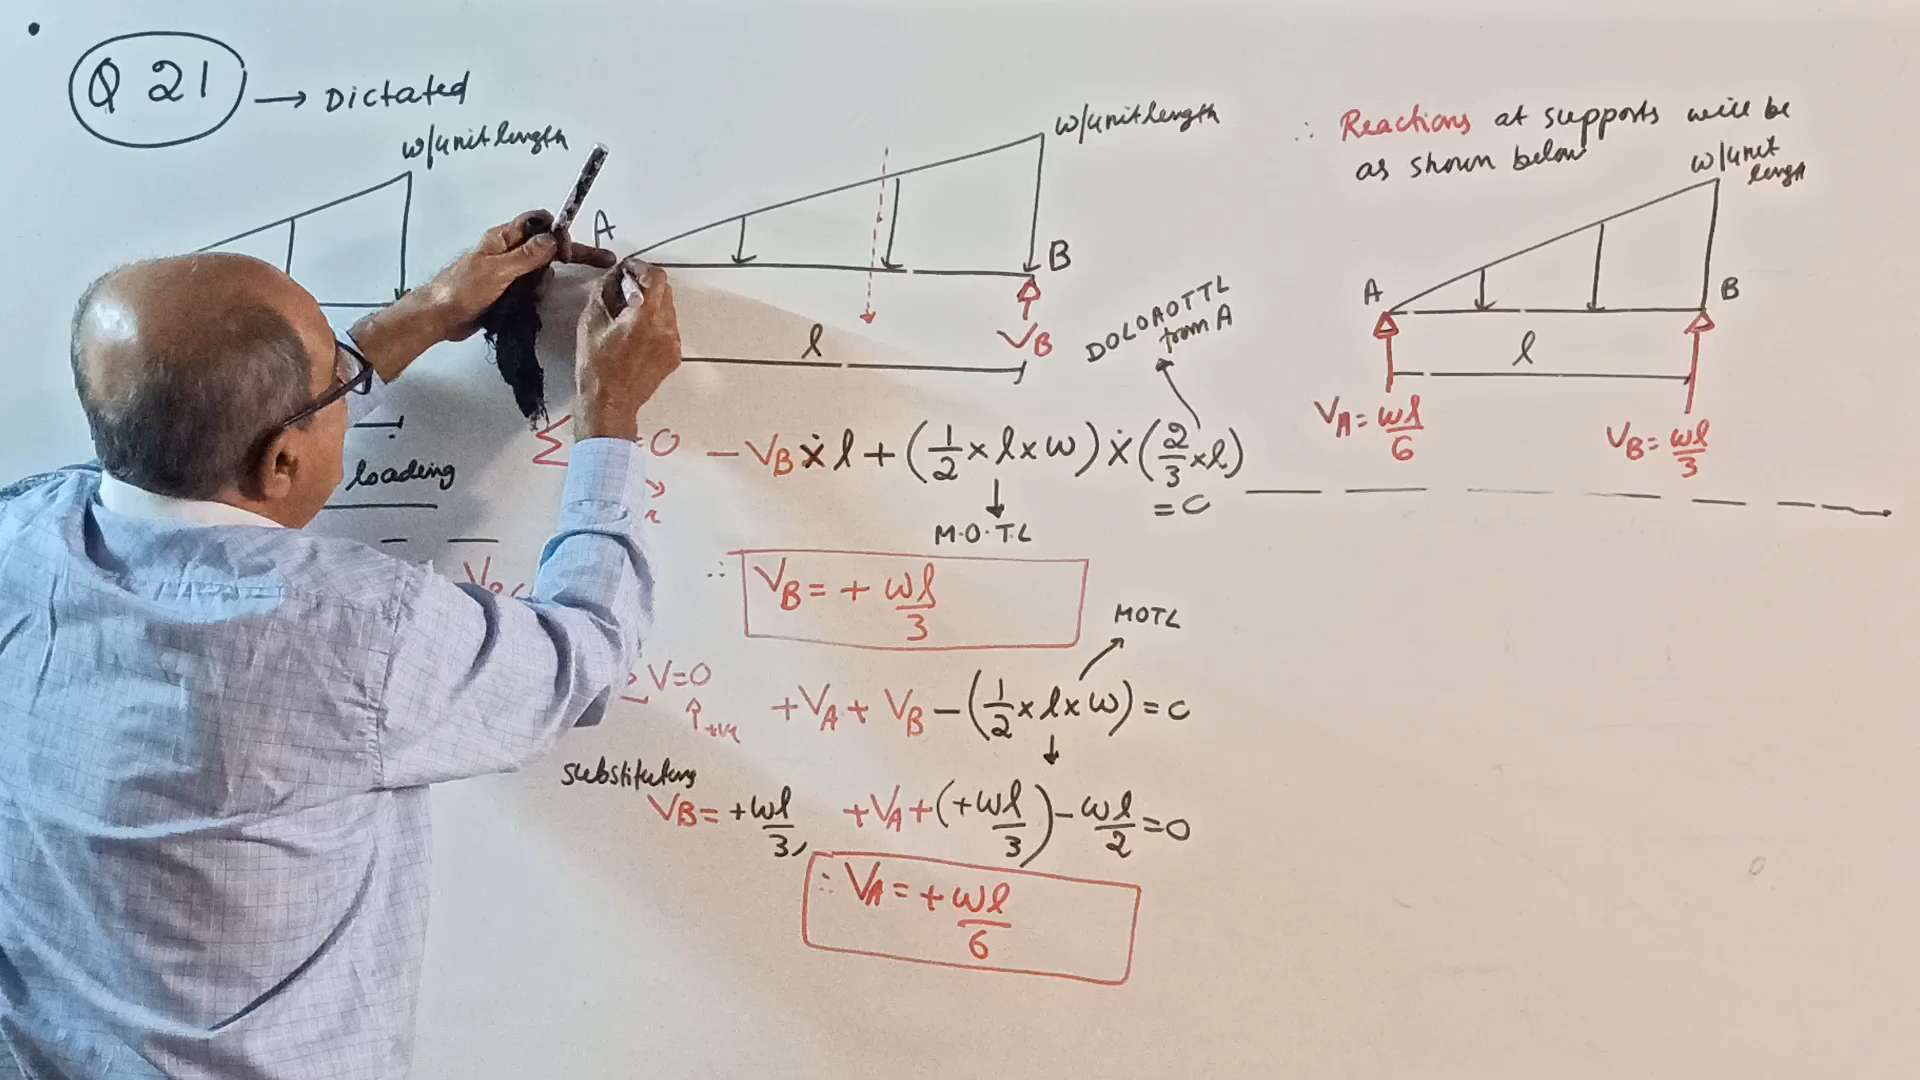 Q 21 → Dictated
w/unit length
loading
A
w/unit length
B
V_B
l
DOLOAOTTL
from A
Σ =0 - V_B × l + (1/2 × l × w) × (2/3 × l)
= 0
M.O.T.L
∴ V_B = + wl/3
MOTL
V=0 ↑+ve +V_A + V_B - (1/2 × l × w) = 0
substituting
V_B = +wl/3, +V_A + (+wl/3) - wl/2 = 0
∴ V_A = + wl/6
∴ Reactions at supports will be
as shown below
w/unit
length
A
B
l
V_A = wl/6
V_B = wl/3